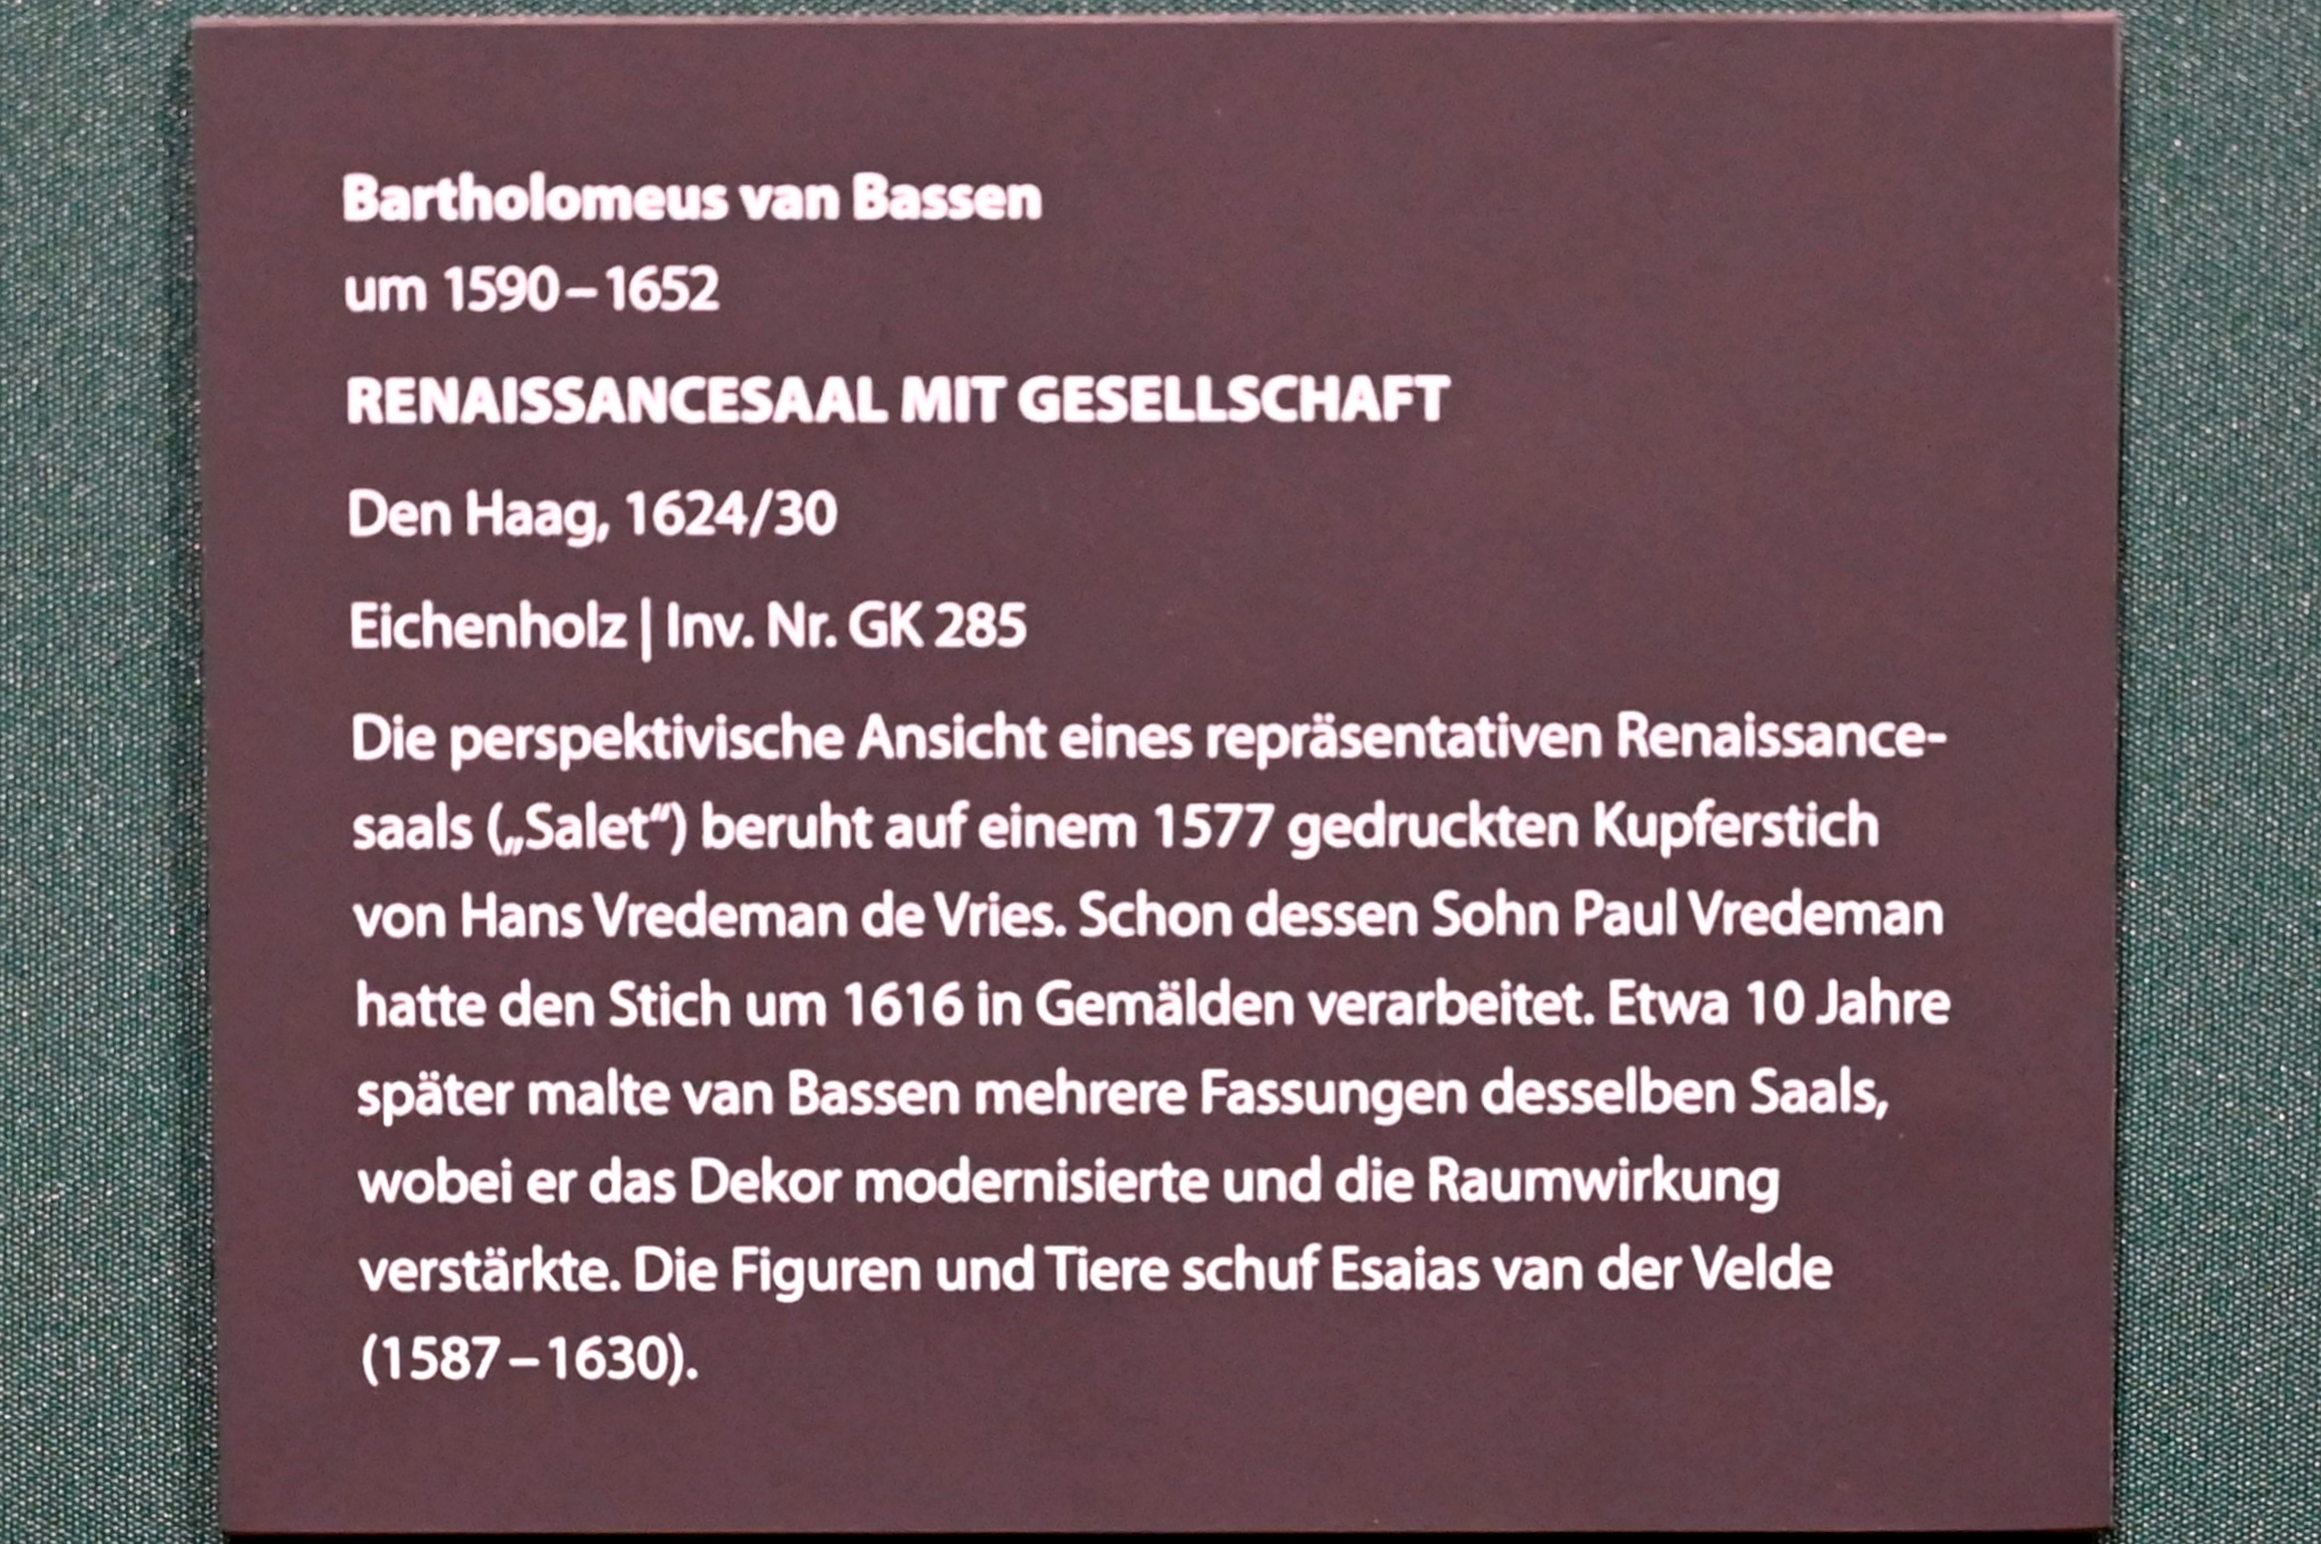 Bartholomeus van Bassen
um 1590 – 1652
RENAISSANCESAAL MIT GESELLSCHAFT
Den Haag, 1624/30
Eichenholz | Inv. Nr. GK 285
Die perspektivische Ansicht eines repräsentativen Renaissance-
saals („Salet“) beruht auf einem 1577 gedruckten Kupferstich
von Hans Vredeman de Vries. Schon dessen Sohn Paul Vredeman
hatte den Stich um 1616 in Gemälden verarbeitet. Etwa 10 Jahre
später malte van Bassen mehrere Fassungen desselben Saals,
wobei er das Dekor modernisierte und die Raumwirkung
verstärkte. Die Figuren und Tiere schuf Esaias van der Velde
(1587 – 1630).